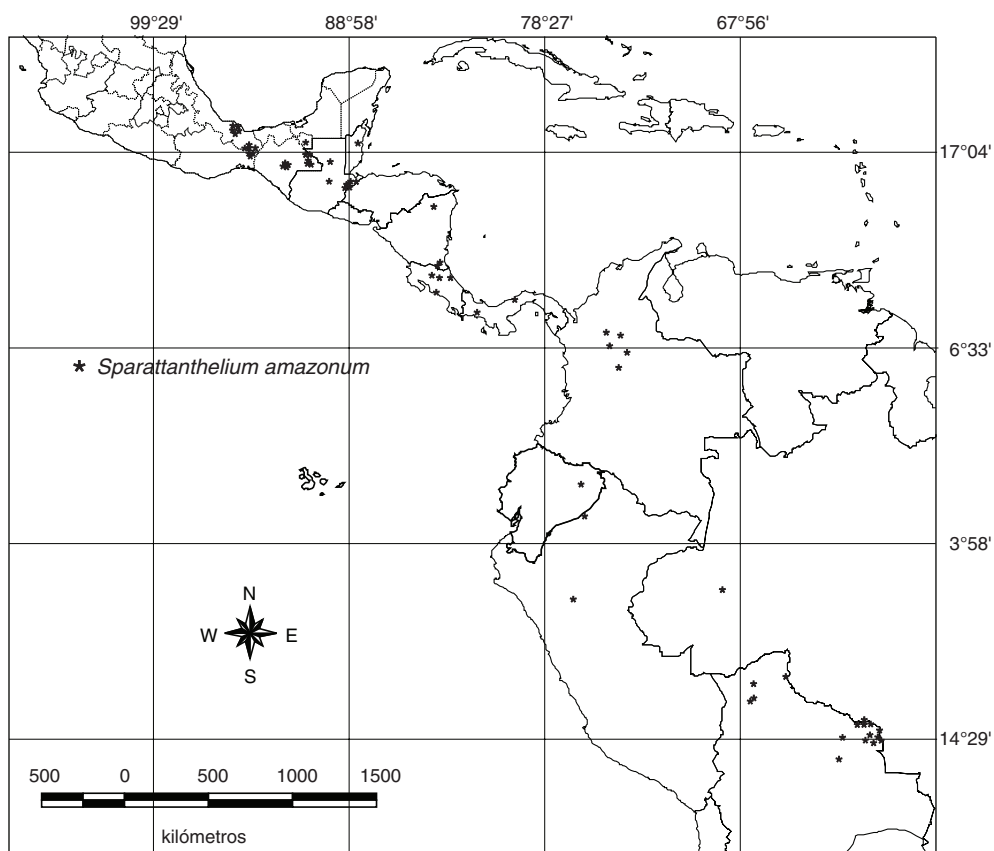 99°29' 88°58' 78°27' 67°56'
17°04'
6°33'
* Sparattanthelium amazonum
3°58'
N
W E
S
14°29'
500 0 500 1000 1500
kilómetros